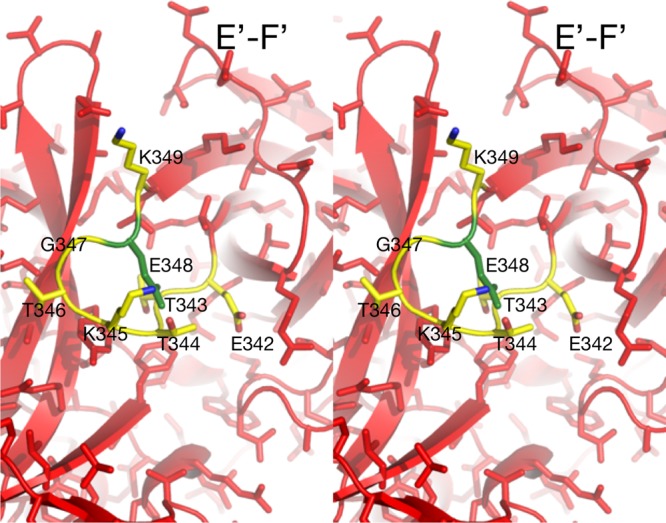 E’-F’ E’-F’
K349 K349
G347 G347
E348 E348
T346 T343 T346 T343
K345 K345
T344 E342 T344 E342